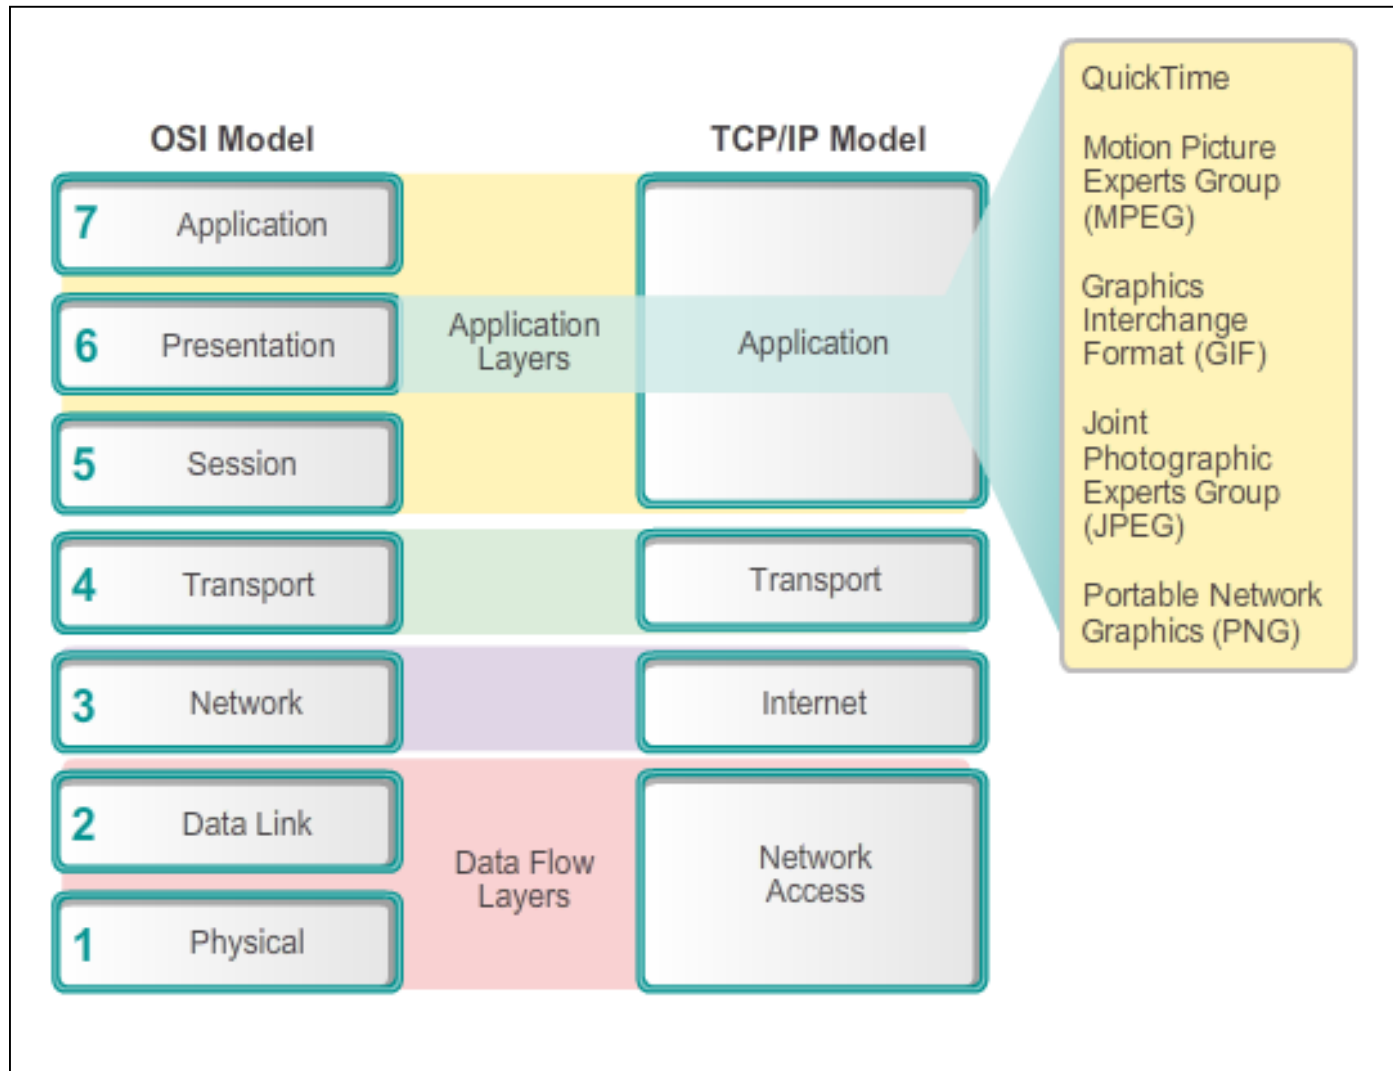 OSI Model
TCP/IP Model
7
Application
6
Presentation
5
Session
4
Transport
3
Network
2
Data Link
1
Physical
Application
Layers
Data Flow
Layers
Application
Transport
Internet
Network
Access
QuickTime
Motion Picture
Experts Group
(MPEG)
Graphics
Interchange
Format (GIF)
Joint
Photographic
Experts Group
(JPEG)
Portable Network
Graphics (PNG)